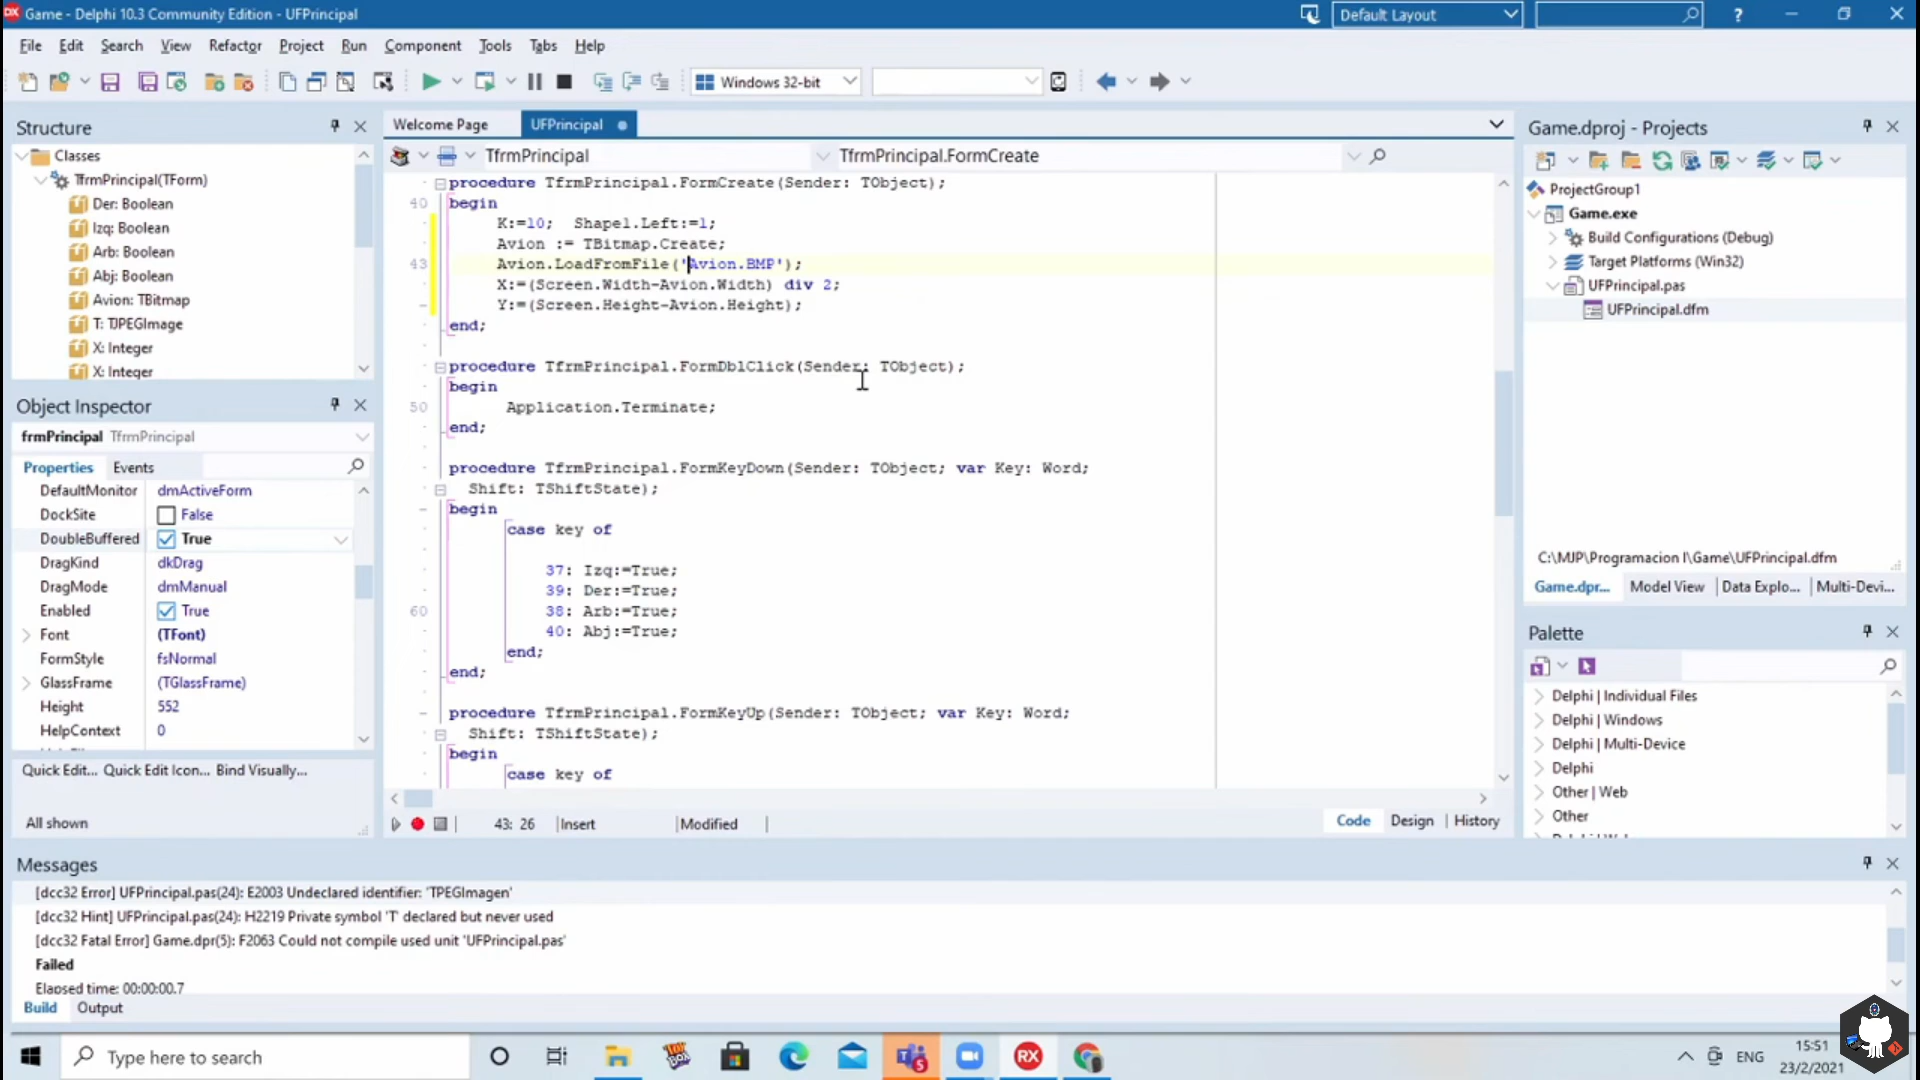 Game - Delphi 10.3 Community Edition - UFPrincipal
Default Layout
File Edit Search View Refactor Project Run Component Tools Tabs Help
Windows 32-bit
Structure
Classes
TfrmPrincipal(TForm)
Der: Boolean
Izq: Boolean
Arb: Boolean
Abj: Boolean
Avion: TBitmap
T: TJPEGImage
X: Integer
X: Integer
Object Inspector
frmPrincipal TfrmPrincipal
Properties Events
DefaultMonitor dmActiveForm
DockSite False
DoubleBuffered True
DragKind dkDrag
DragMode dmManual
Enabled True
Font (TFont)
FormStyle fsNormal
GlassFrame (TGlassFrame)
Height 552
HelpContext 0
Quick Edit... Quick Edit Icon... Bind Visually...
All shown
Welcome Page UFPrincipal
TfrmPrincipal TfrmPrincipal.FormCreate
procedure TfrmPrincipal.FormCreate(Sender: TObject);
40 begin
K:=10; Shape1.Left:=1;
Avion := TBitmap.Create;
43 Avion.LoadFromFile('Avion.BMP');
X:=(Screen.Width-Avion.Width) div 2;
Y:=(Screen.Height-Avion.Height);
end;
procedure TfrmPrincipal.FormDblClick(Sender: TObject);
begin
50 Application.Terminate;
end;
procedure TfrmPrincipal.FormKeyDown(Sender: TObject; var Key: Word;
Shift: TShiftState);
begin
case key of
37: Izq:=True;
39: Der:=True;
60 38: Arb:=True;
40: Abj:=True;
end;
end;
procedure TfrmPrincipal.FormKeyUp(Sender: TObject; var Key: Word;
Shift: TShiftState);
begin
case key of
43: 26 Insert Modified
Code Design History
Game.dproj - Projects
ProjectGroup1
Game.exe
Build Configurations (Debug)
Target Platforms (Win32)
UFPrincipal.pas
UFPrincipal.dfm
C:\MJP\Programacion I\Game\UFPrincipal.dfm
Game.dpr... Model View Data Explo... Multi-Devi...
Palette
Delphi | Individual Files
Delphi | Windows
Delphi | Multi-Device
Delphi
Other | Web
Other
Messages
[dcc32 Error] UFPrincipal.pas(24): E2003 Undeclared identifier: 'TPEGImagen'
[dcc32 Hint] UFPrincipal.pas(24): H2219 Private symbol 'T' declared but never used
[dcc32 Fatal Error] Game.dpr(5): F2063 Could not compile used unit 'UFPrincipal.pas'
Failed
Elapsed time: 00:00:00.7
Build Output
Type here to search
ENG
15:51
23/2/2021